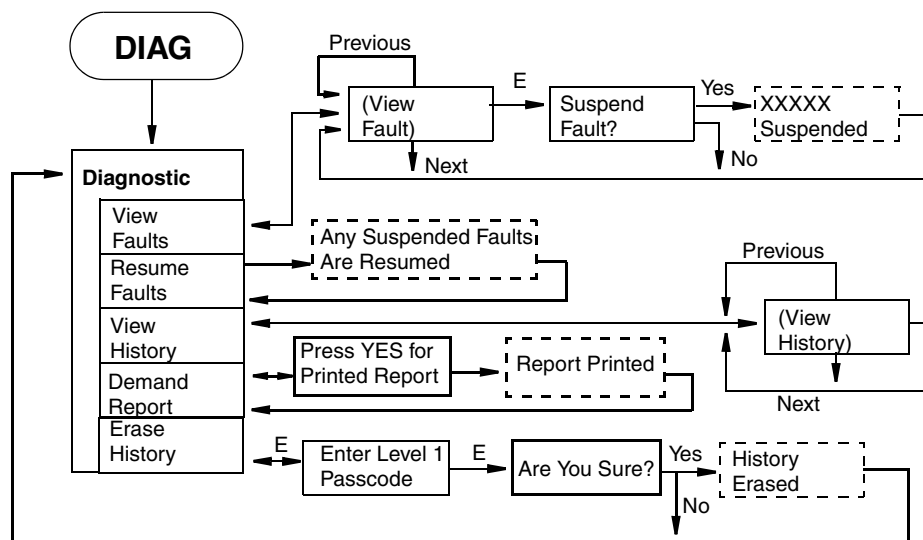 DIAG
Previous
(View
Fault)
E
Suspend
Fault?
Yes
XXXXX
Suspended
Next
No
Diagnostic
View
Faults
Any Suspended Faults
Are Resumed
Resume
Faults
Previous
View
History
(View
History)
Press YES for
Printed Report
Report Printed
Demand
Report
Next
Erase
History
E
Enter Level 1
Passcode
E
Are You Sure?
Yes
History
Erased
No